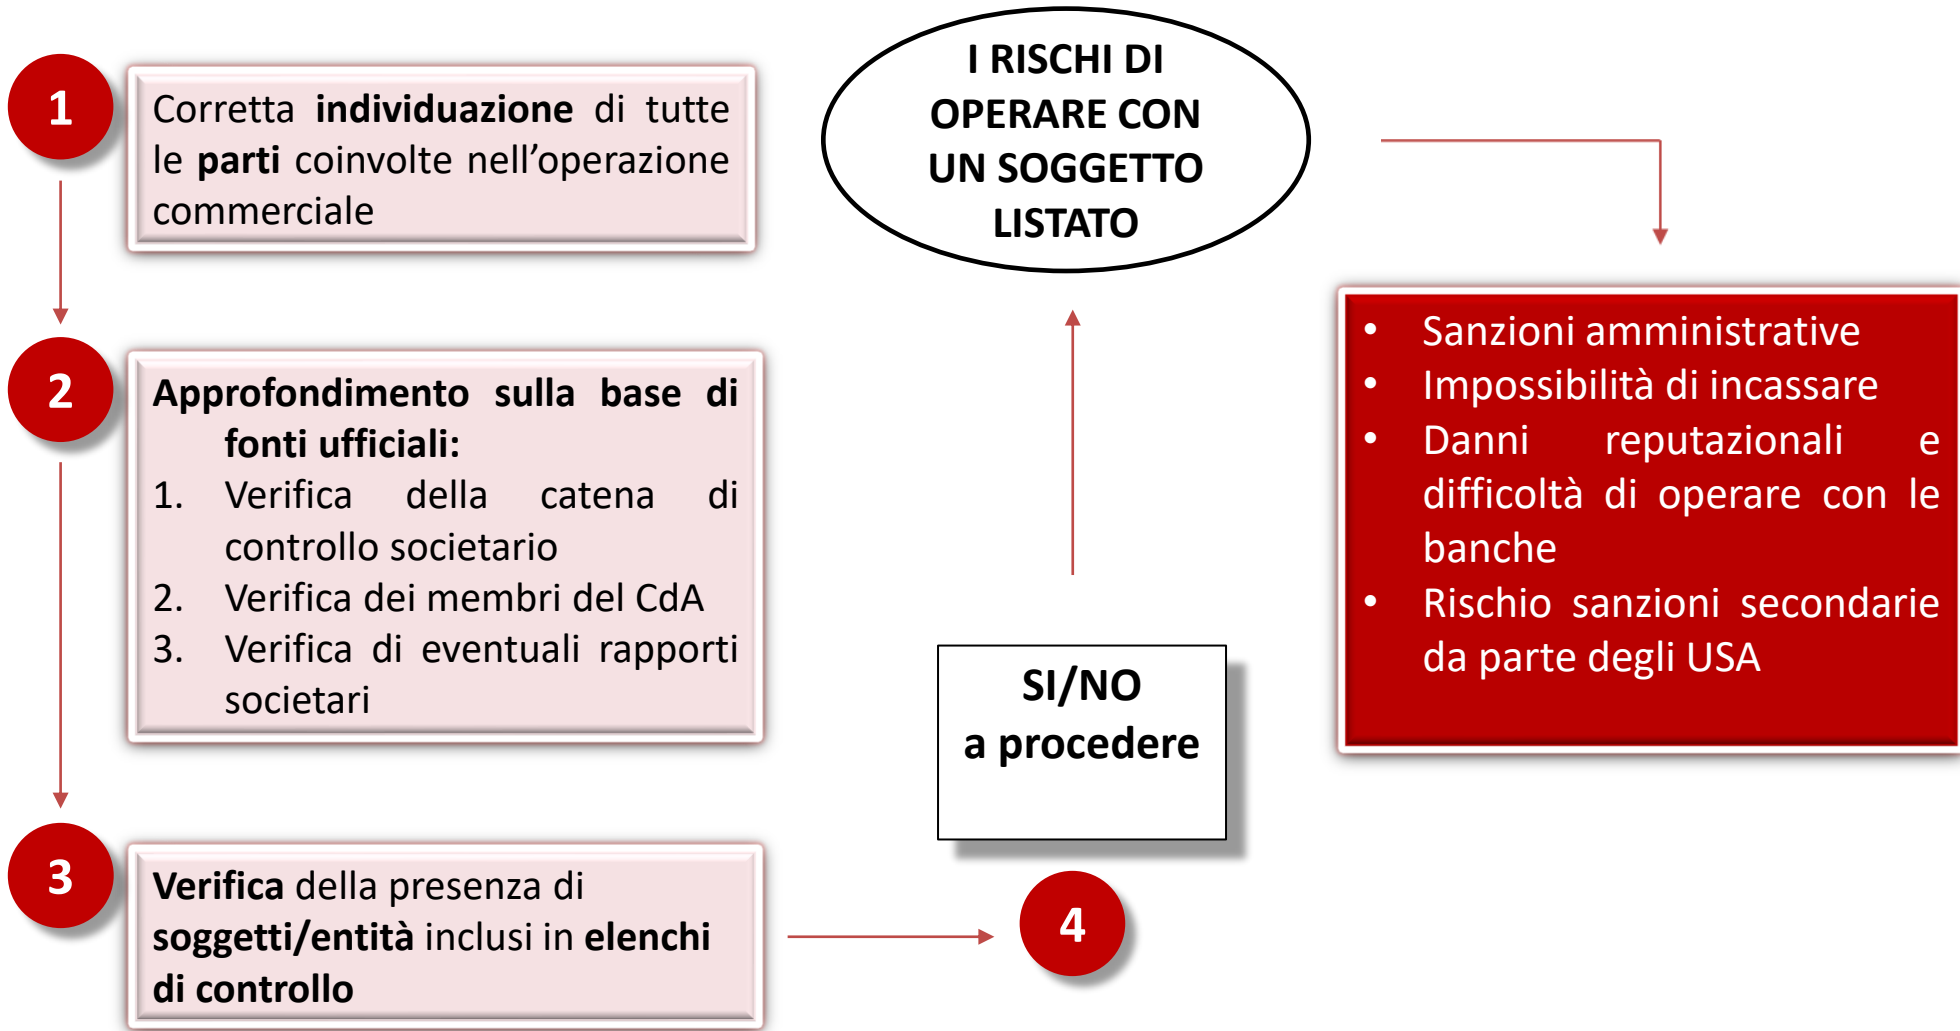 1
Corretta individuazione di tutte
le parti coinvolte nell’operazione
commerciale
2
Approfondimento sulla base di
fonti ufficiali:
1. Verifica della catena di
controllo societario
2. Verifica dei membri del CdA
3. Verifica di eventuali rapporti
societari
3
Verifica della presenza di
soggetti/entità inclusi in elenchi
di controllo
4
SI/NO
a procedere
I RISCHI DI
OPERARE CON
UN SOGGETTO
LISTATO
• Sanzioni amministrative
• Impossibilità di incassare
• Danni reputazionali e
difficoltà di operare con le
banche
• Rischio sanzioni secondarie
da parte degli USA